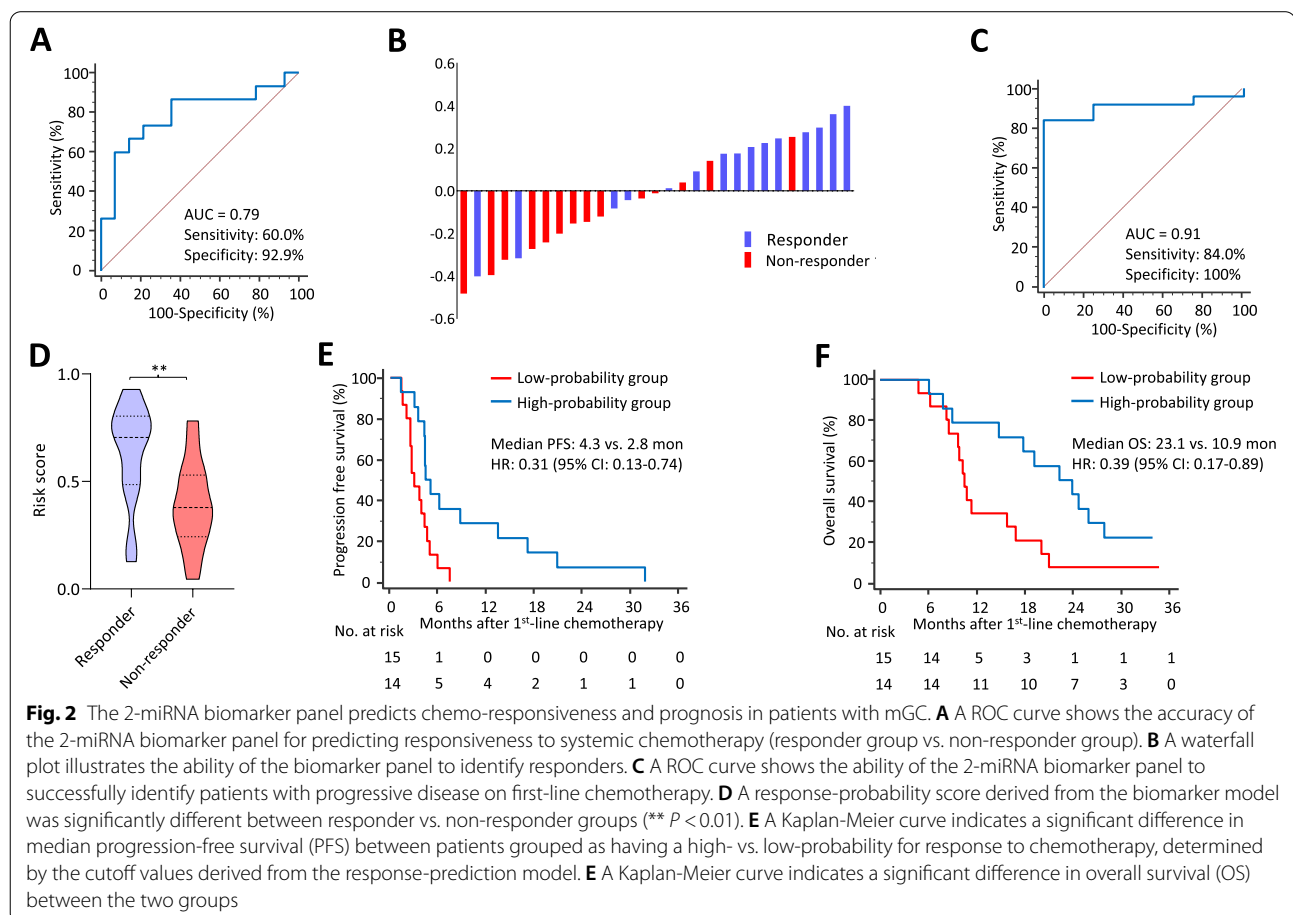 A
100
80
60
40
20
0
Sensitivity (%)
AUC = 0.79
Sensitivity: 60.0%
Specificity: 92.9%
0 20 40 60 80 100
100-Specificity (%)
B
0.6
0.4
0.2
0.0
-0.2
-0.4
-0.6
Responder
Non-responder
C
100
80
60
40
20
0
Sensitivity (%)
AUC = 0.91
Sensitivity: 84.0%
Specificity: 100%
0 20 40 60 80 100
100-Specificity (%)
D
**
1.0
0.5
0.0
Risk score
Responder
Non-responder
E
100
80
60
40
20
0
Progression free survival (%)
Low-probability group
High-probability group
Median PFS: 4.3 vs. 2.8 mon
HR: 0.31 (95% CI: 0.13-0.74)
0 6 12 18 24 30 36
Months after 1st-line chemotherapy
No. at risk
15 1 0 0 0 0 0
14 5 4 2 1 1 0
F
100
80
60
40
20
0
Overall survival (%)
Low-probability group
High-probability group
Median OS: 23.1 vs. 10.9 mon
HR: 0.39 (95% CI: 0.17-0.89)
0 6 12 18 24 30 36
Months after 1st-line chemotherapy
No. at risk
15 14 5 3 1 1 1
14 14 11 10 7 3 0
Fig. 2 The 2-miRNA biomarker panel predicts chemo-responsiveness and prognosis in patients with mGC. A A ROC curve shows the accuracy of
the 2-miRNA biomarker panel for predicting responsiveness to systemic chemotherapy (responder group vs. non-responder group). B A waterfall
plot illustrates the ability of the biomarker panel to identify responders. C A ROC curve shows the ability of the 2-miRNA biomarker panel to
successfully identify patients with progressive disease on first-line chemotherapy. D A response-probability score derived from the biomarker model
was significantly different between responder vs. non-responder groups (** P < 0.01). E A Kaplan-Meier curve indicates a significant difference in
median progression-free survival (PFS) between patients grouped as having a high- vs. low-probability for response to chemotherapy, determined
by the cutoff values derived from the response-prediction model. E A Kaplan-Meier curve indicates a significant difference in overall survival (OS)
between the two groups